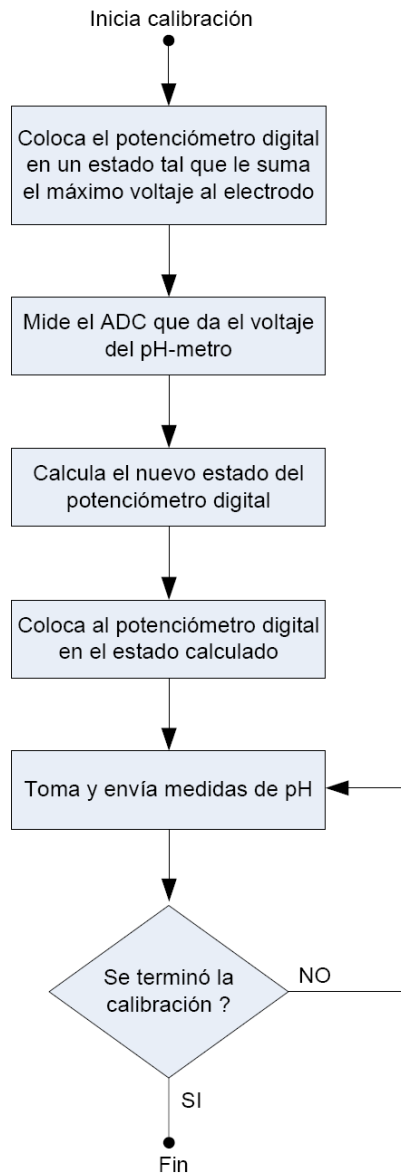 Inicia calibración
Coloca el potenciómetro digital
en un estado tal que le suma
el máximo voltaje al electrodo
Mide el ADC que da el voltaje
del pH-metro
Calcula el nuevo estado del
potenciómetro digital
Coloca al potenciómetro digital
en el estado calculado
Toma y envía medidas de pH
Se terminó la
calibración ?
NO
SI
Fin